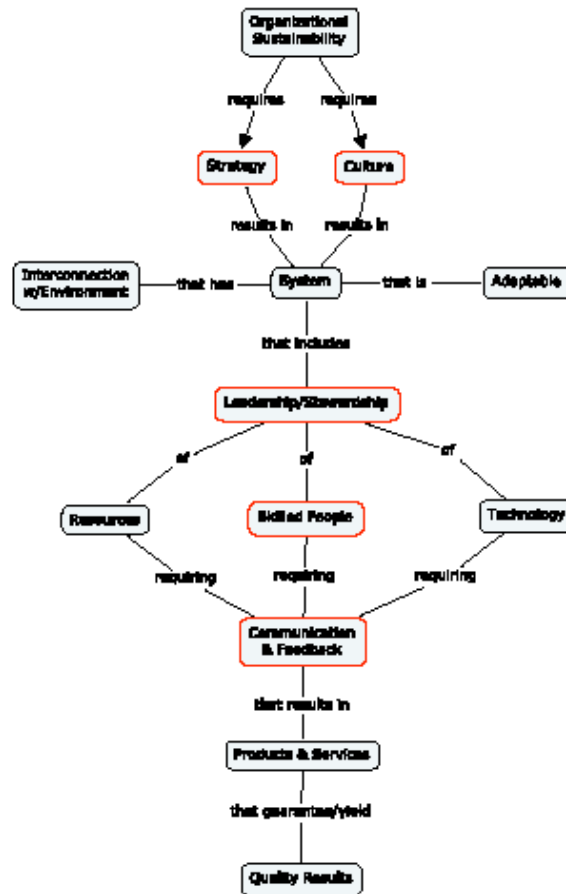 Organizational
Sustainability
requires requires
Strategy Culture
results in results in
Interconnection
w/Environment
that has System that is Adaptable
that includes
Leadership/Stewardship
of of of
Resources Skilled People Technology
requiring requiring requiring
Communication
& Feedback
that results in
Products & Services
that guarantee/yield
Quality Results